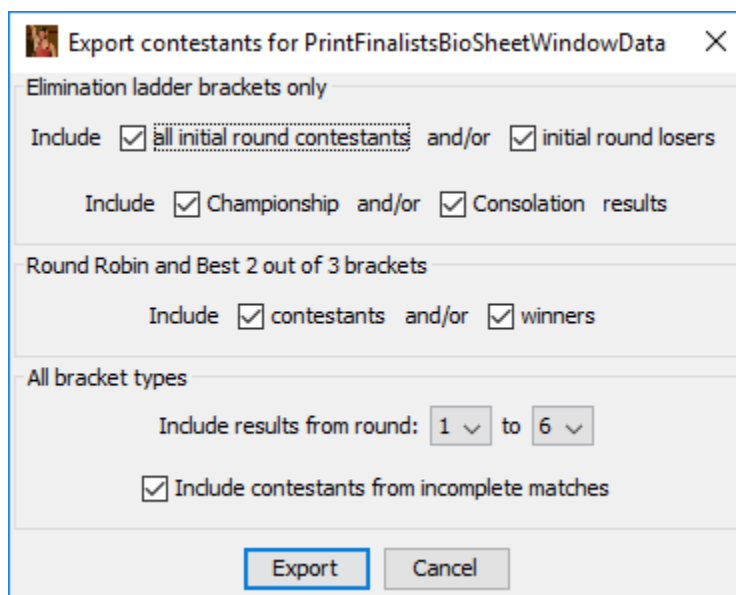 Export contestants for PrintFinalistsBioSheetWindowData
Elimination ladder brackets only
Include all initial round contestants and/or initial round losers
Include Championship and/or Consolation results
Round Robin and Best 2 out of 3 brackets
Include contestants and/or winners
All bracket types
Include results from round: 1 to 6
Include contestants from incomplete matches
Export Cancel